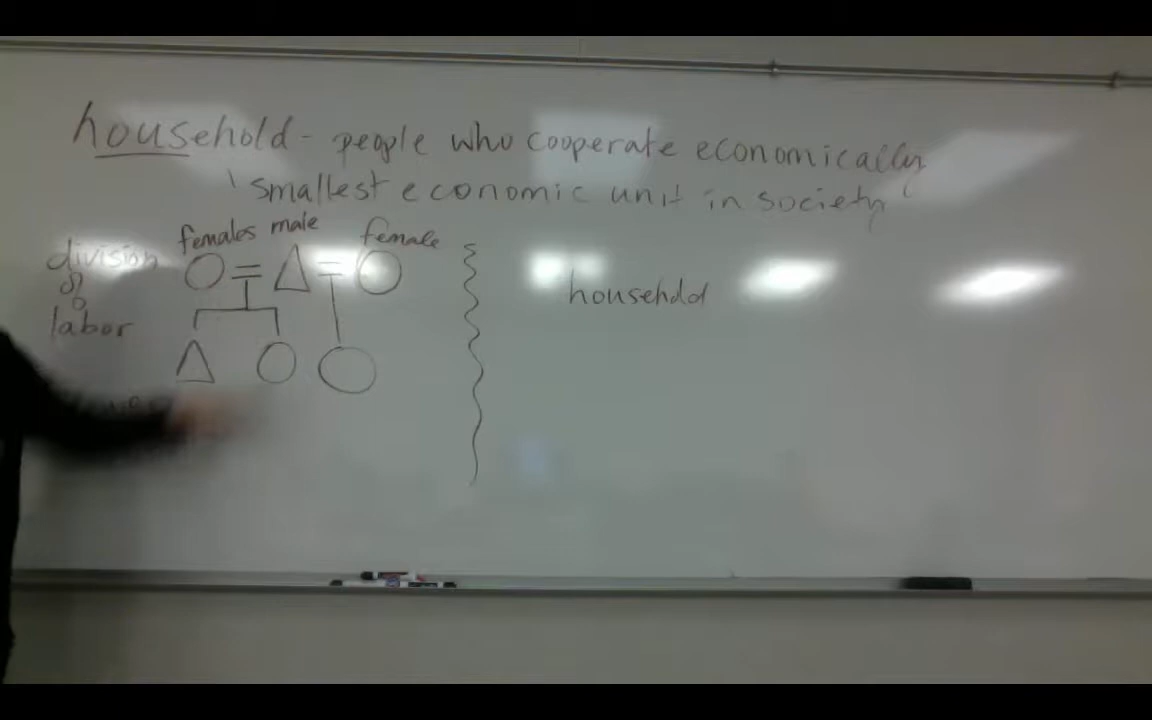 household - people who cooperate economically
' smallest economic unit in society '
females male female
division
of
labor
household